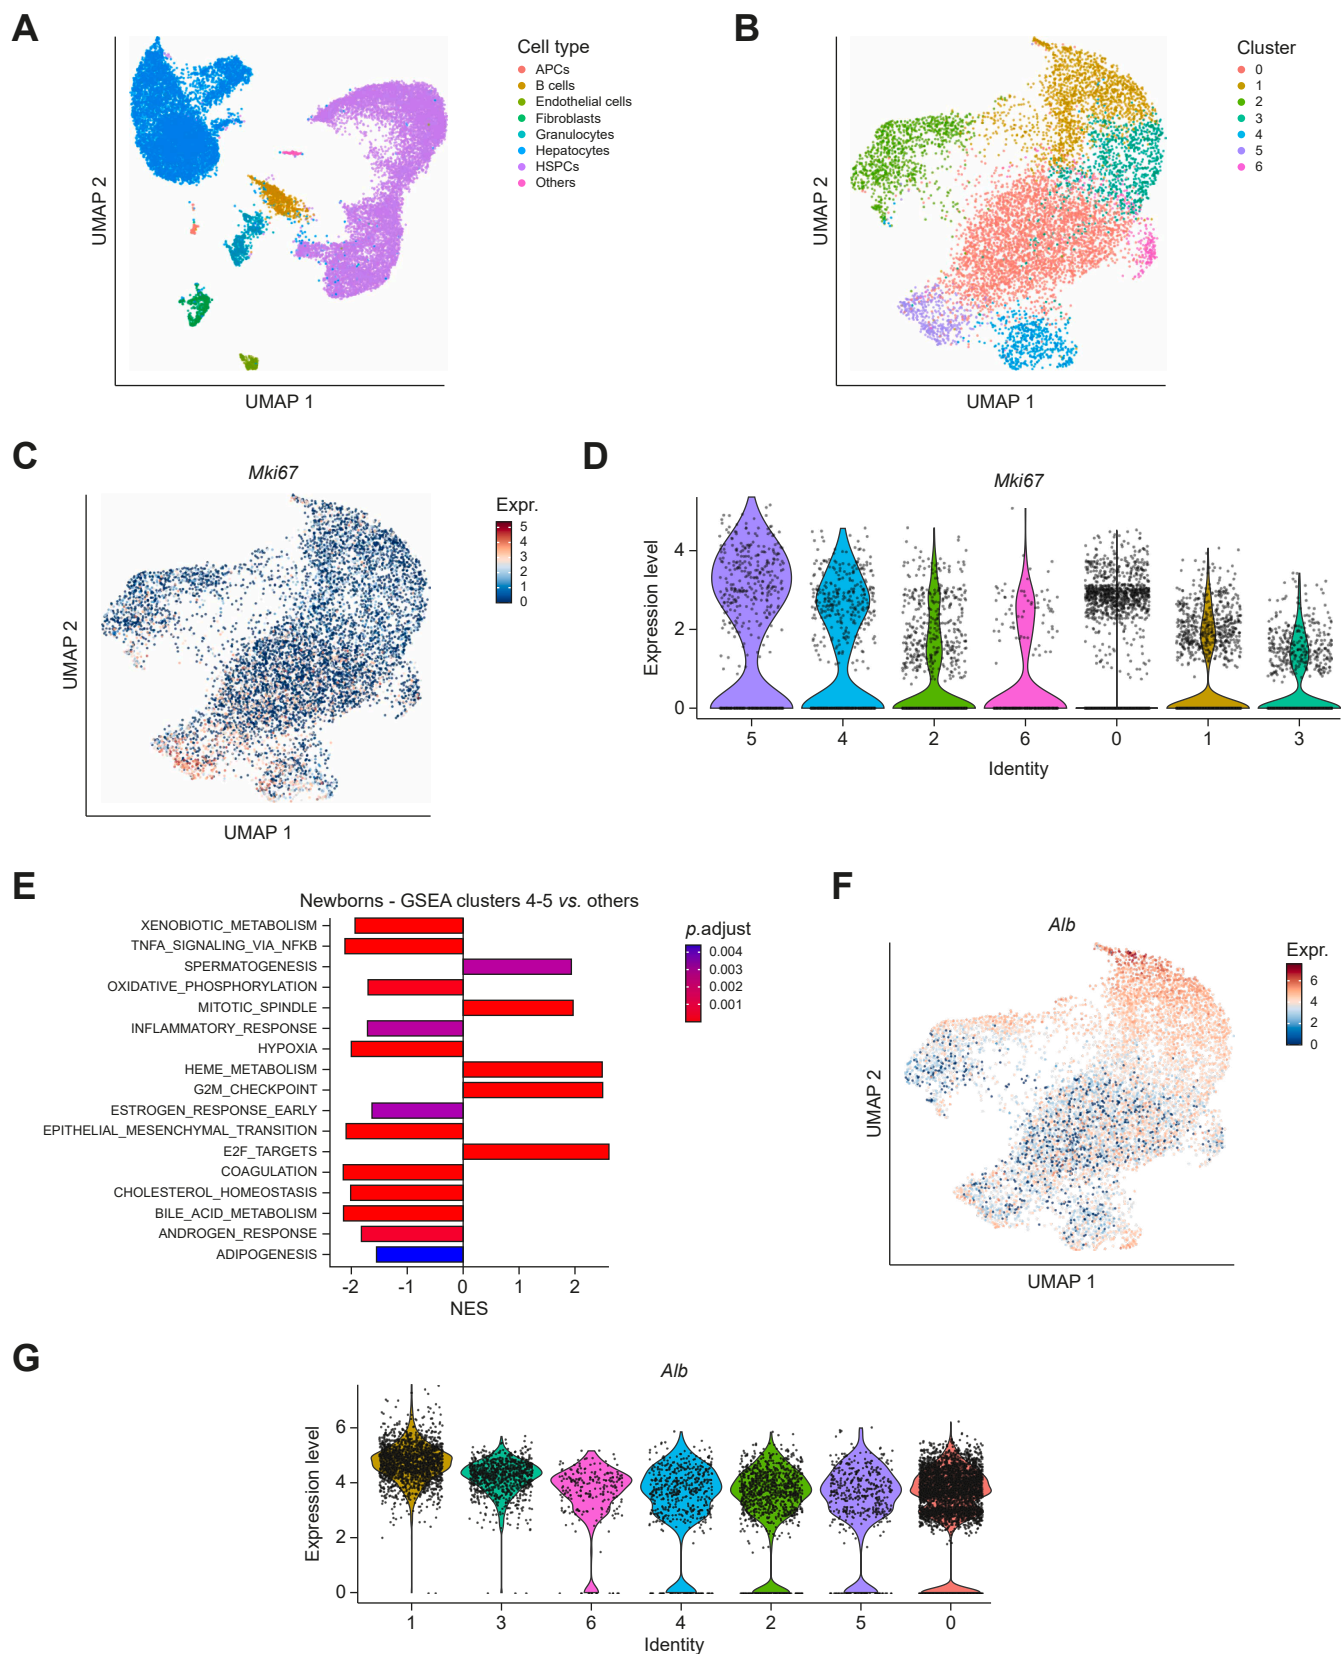 A
Cell type
APCs
B cells
Endothelial cells
Fibroblasts
Granulocytes
Hepatocytes
HSPCs
Others
UMAP 2
UMAP 1
B
Cluster
0
1
2
3
4
5
6
UMAP 2
UMAP 1
C
Mki67
Expr.
5
4
3
2
1
0
UMAP 2
UMAP 1
D
Mki67
Expression level
4
2
0
5 4 2 6 0 1 3
Identity
E
Newborns - GSEA clusters 4-5 vs. others
XENOBIOTIC_METABOLISM
TNFA_SIGNALING_VIA_NFKB
SPERMATOGENESIS
OXIDATIVE_PHOSPHORYLATION
MITOTIC_SPINDLE
INFLAMMATORY_RESPONSE
HYPOXIA
HEME_METABOLISM
G2M_CHECKPOINT
ESTROGEN_RESPONSE_EARLY
EPITHELIAL_MESENCHYMAL_TRANSITION
E2F_TARGETS
COAGULATION
CHOLESTEROL_HOMEOSTASIS
BILE_ACID_METABOLISM
ANDROGEN_RESPONSE
ADIPOGENESIS
-2 -1 0 1 2
NES
p.adjust
0.004
0.003
0.002
0.001
F
Alb
Expr.
6
4
2
0
UMAP 2
UMAP 1
G
Alb
Expression level
6
4
2
0
1 3 6 4 2 5 0
Identity